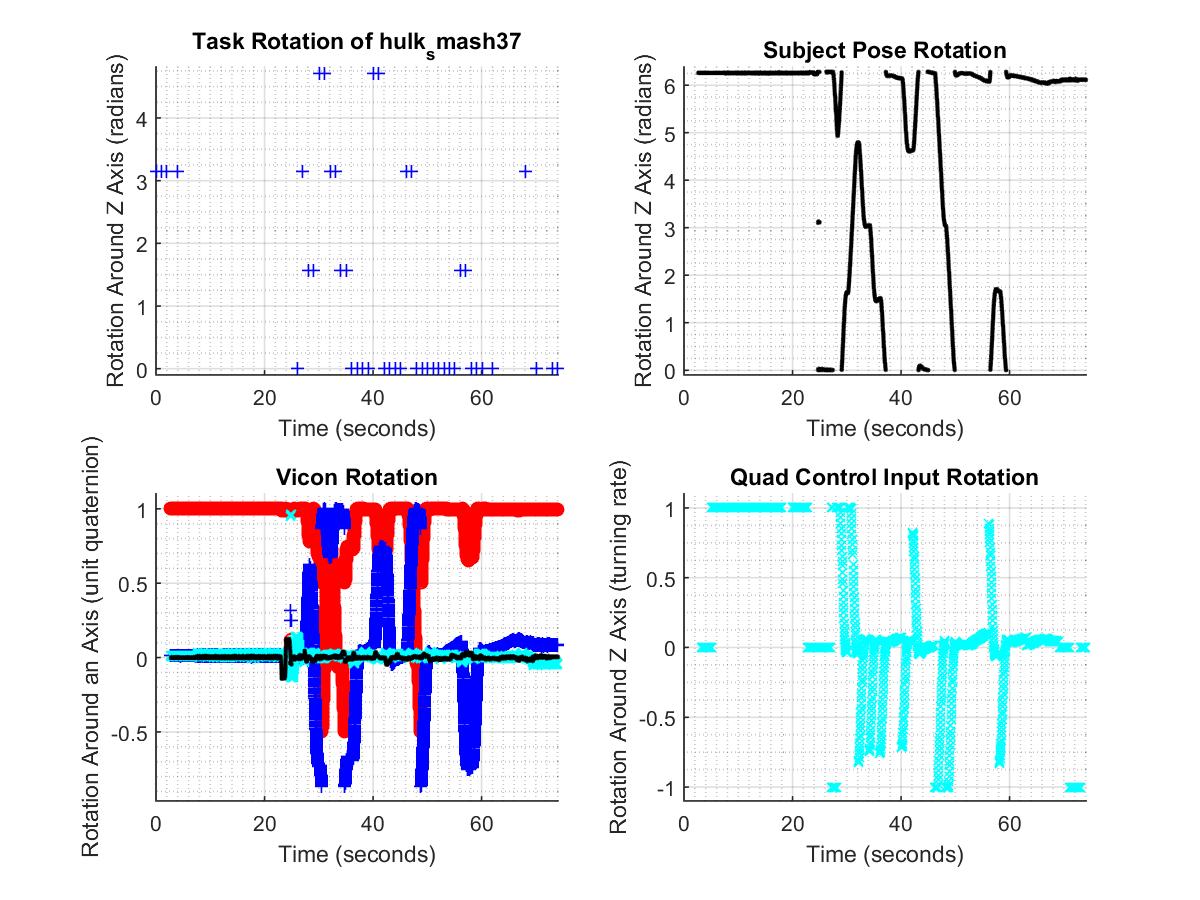 Task Rotation of hulksmash37
Rotation Around Z Axis (radians)
4
3
2
1
0
0 20 40 60
Time (seconds)
Subject Pose Rotation
Rotation Around Z Axis (radians)
6
5
4
3
2
1
0
0 20 40 60
Time (seconds)
Vicon Rotation
Rotation Around an Axis (unit quaternion)
1
0.5
0
-0.5
0 20 40 60
Time (seconds)
Quad Control Input Rotation
Rotation Around Z Axis (turning rate)
1
0.5
0
-0.5
-1
0 20 40 60
Time (seconds)